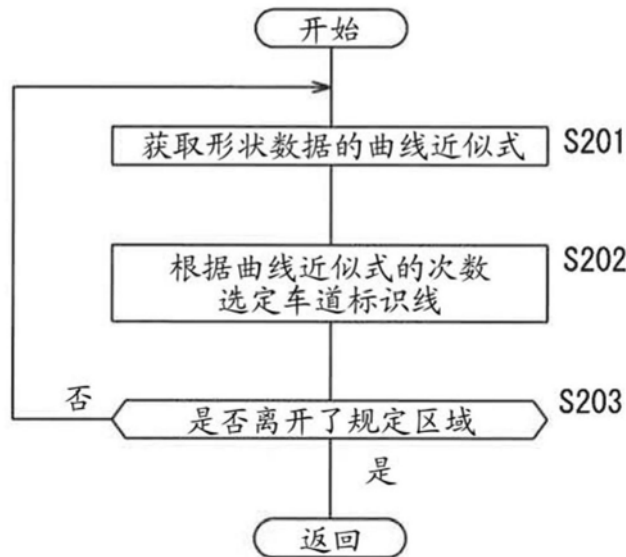 开始
获取形状数据的曲线近似式
S201
根据曲线近似式的次数
选定车道标识线
S202
否
是否离开了规定区域
S203
是
返回